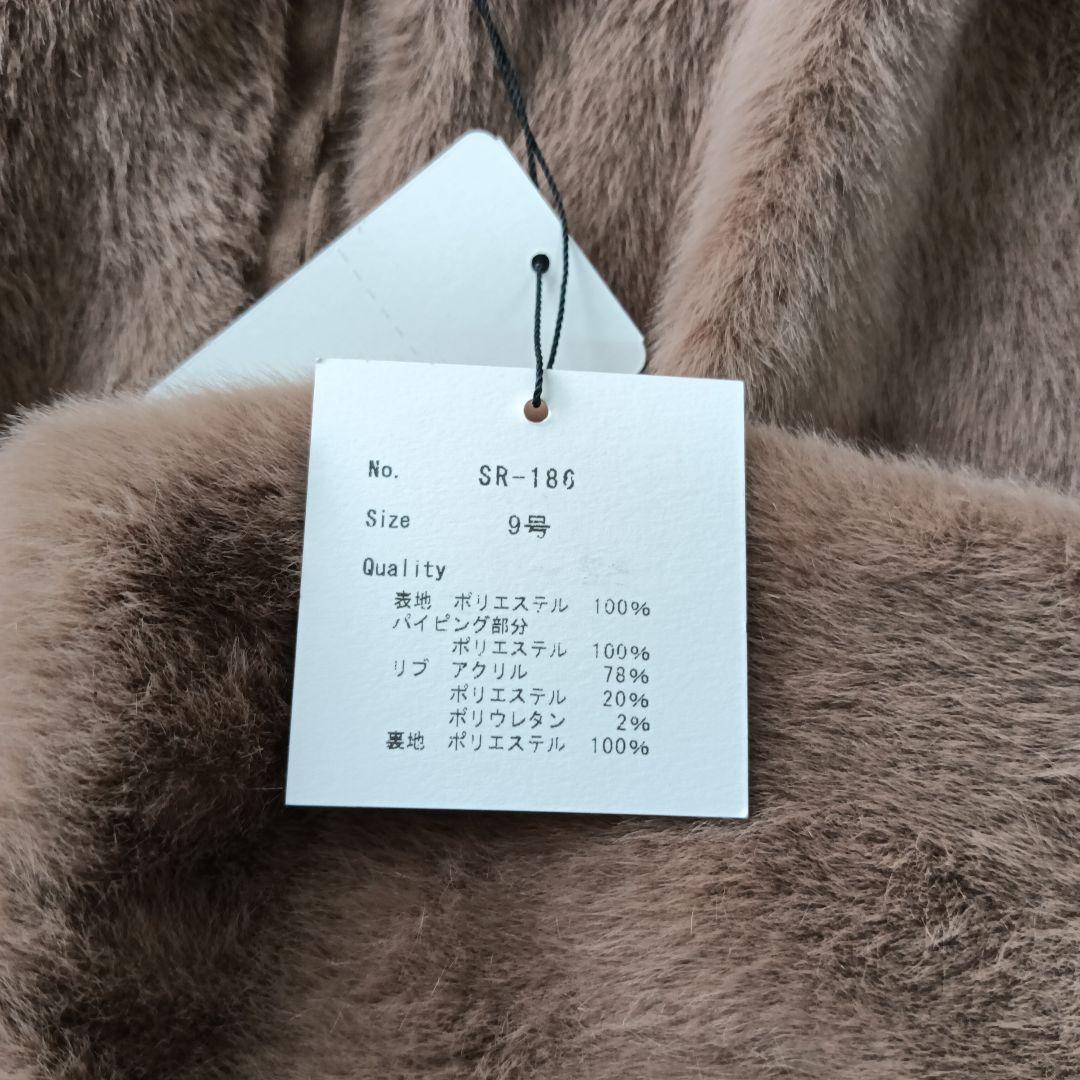 No. SR-186
Size 9号
Quality
表地 ポリエステル 100%
パイピング部分
ポリエステル 100%
リブ アクリル 78%
ポリエステル 20%
ポリウレタン 2%
裏地 ポリエステル 100%